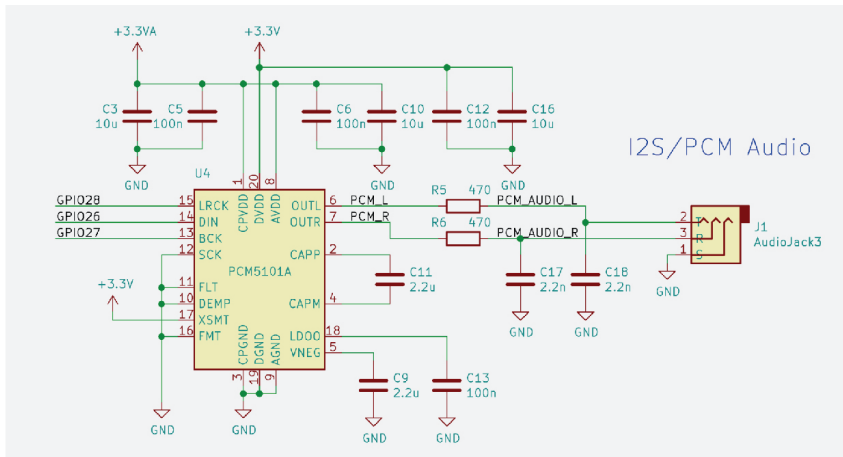 +3.3VA
+3.3V
C3
10u
C5
100n
C6
100n
C10
10u
C12
100n
C16
10u
GND
GND
GND
I2S/PCM Audio
U4
1
20
8
CPVDD
DVDD
AVDD
GPIO28
15
LRCK
OUTL
6
PCM_L
R5
470
PCM_AUDIO_L
GPIO26
14
DIN
OUTR
7
PCM_R
R6
470
PCM_AUDIO_R
GPIO27
13
BCK
12
SCK
CAPP
2
2
T
3
R
1
S
J1
AudioJack3
GND
PCM5101A
C11
2.2u
C17
2.2n
C18
2.2n
+3.3V
11
FLT
10
DEMP
CAPM
4
17
XSMT
16
FMT
LDOO
18
VNEG
5
GND
GND
CPGND
DGND
AGND
3
19
9
C9
2.2u
C13
100n
GND
GND
GND
GND